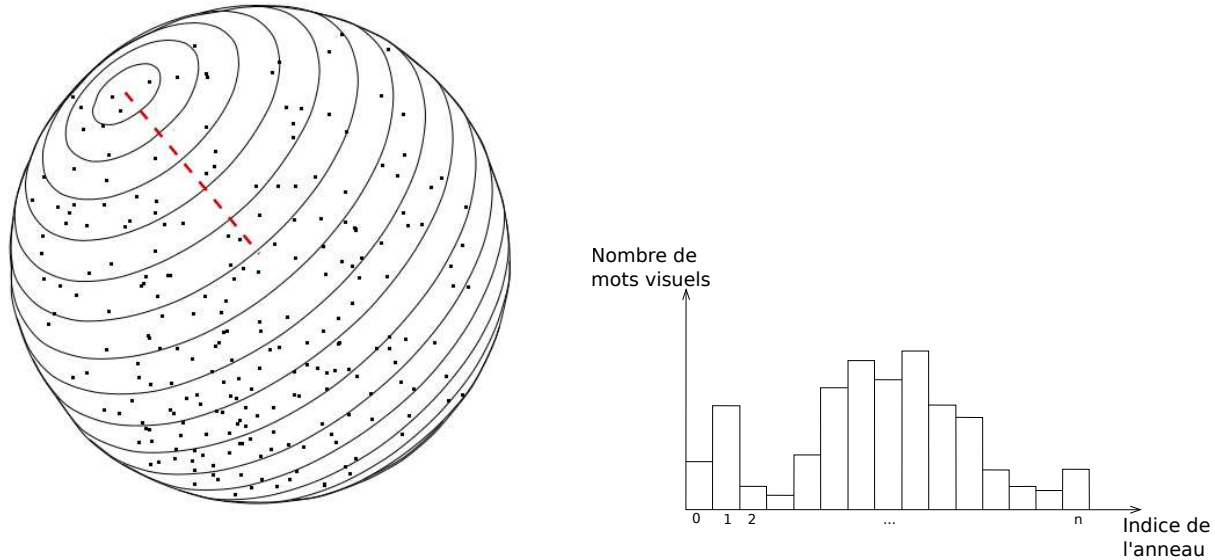 Nombre de
mots visuels
0 1 2 ... n
Indice de
l'anneau